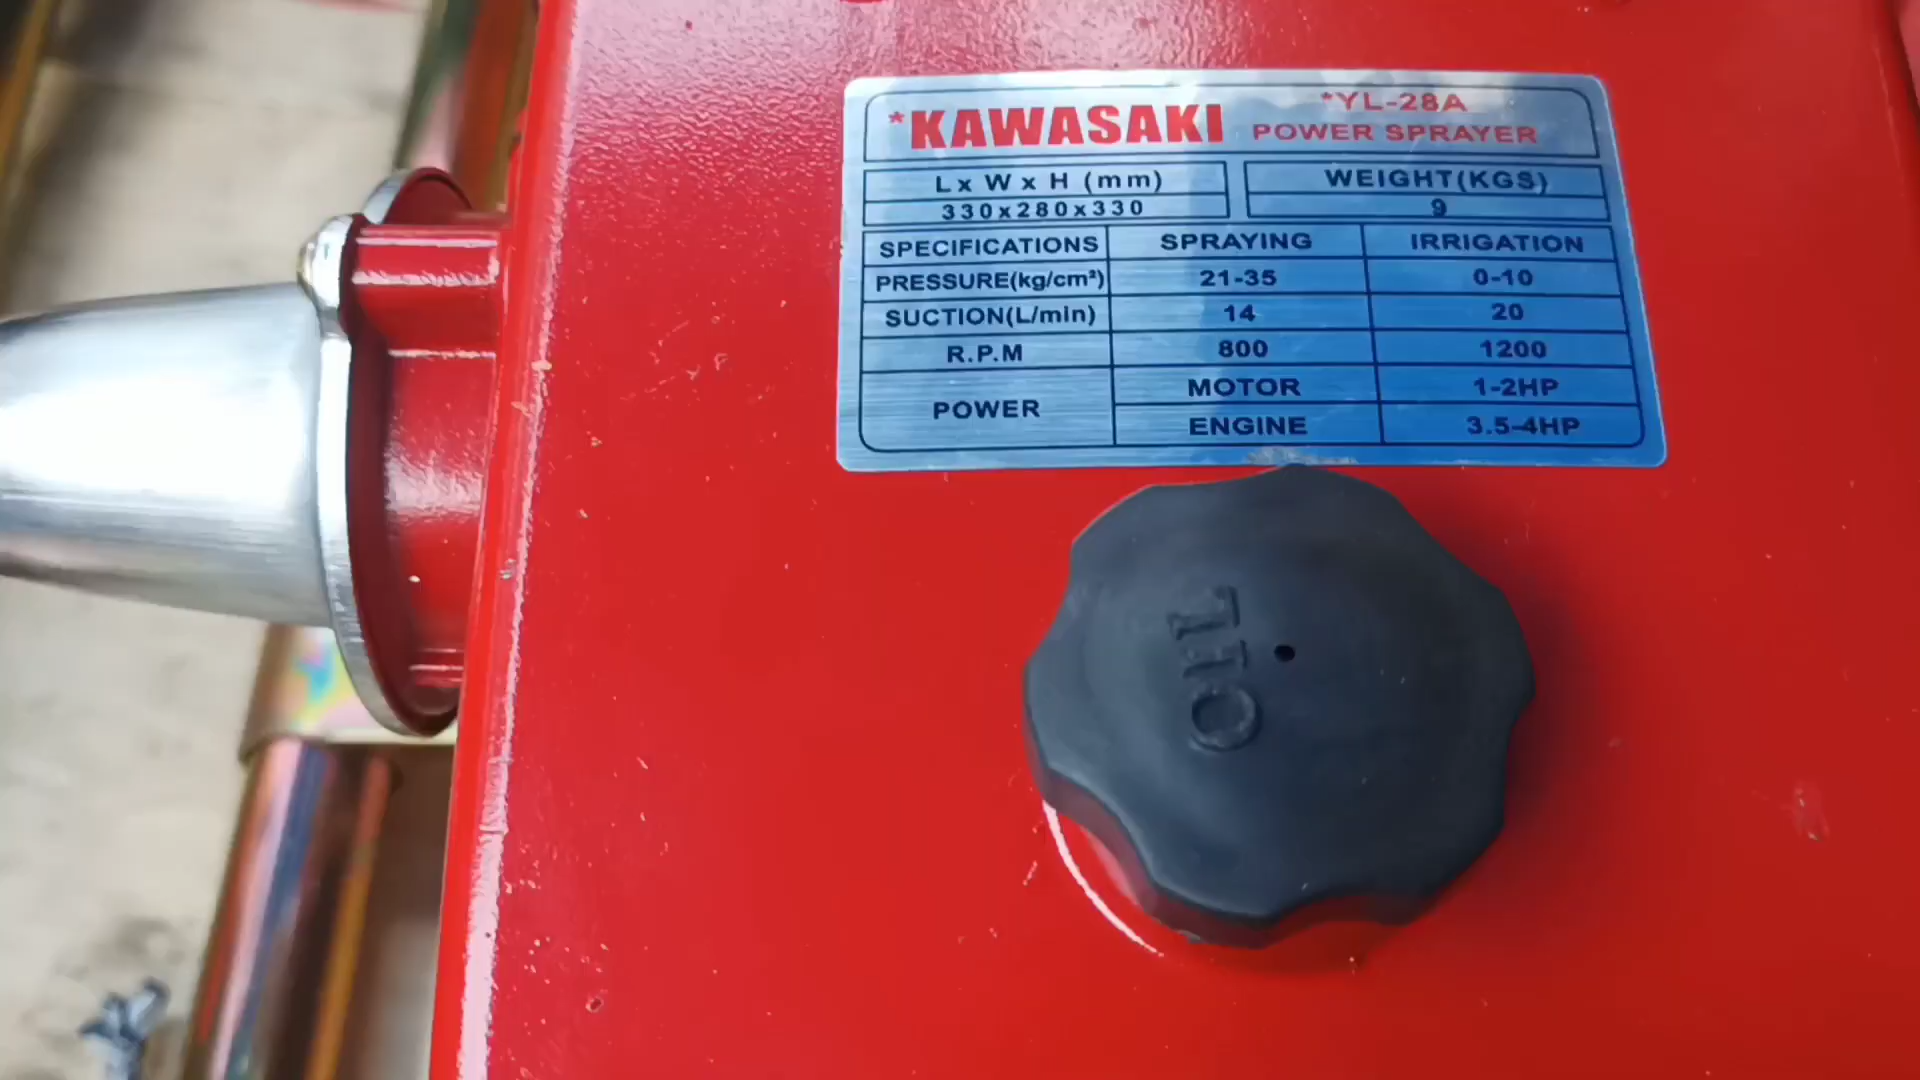 *KAWASAKI *YL-28A
POWER SPRAYER
L x W x H (mm) WEIGHT(KGS)
330x280x330 9
SPECIFICATIONS SPRAYING IRRIGATION
PRESSURE(kg/cm²) 21-35 0-10
SUCTION(L/min) 14 20
R.P.M 800 1200
POWER MOTOR 1-2HP
ENGINE 3.5-4HP
OIL